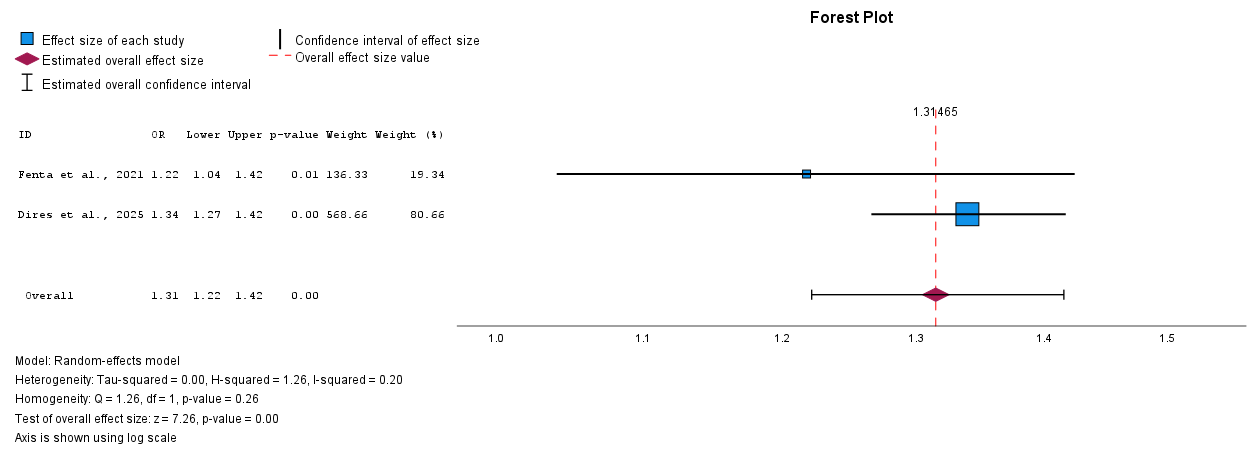 Forest Plot
Effect size of each study
Confidence interval of effect size
Estimated overall effect size
Overall effect size value
Estimated overall confidence interval
1.31465
ID OR Lower Upper p-value Weight Weight (%)
Fenta et al., 2021 1.22 1.04 1.42 0.01 136.33 19.34
Dires et al., 2025 1.34 1.27 1.42 0.00 568.66 80.66
Overall 1.31 1.22 1.42 0.00
1.0 1.1 1.2 1.3 1.4 1.5
Model: Random-effects model
Heterogeneity: Tau-squared = 0.00, H-squared = 1.26, I-squared = 0.20
Homogeneity: Q = 1.26, df = 1, p-value = 0.26
Test of overall effect size: z = 7.26, p-value = 0.00
Axis is shown using log scale